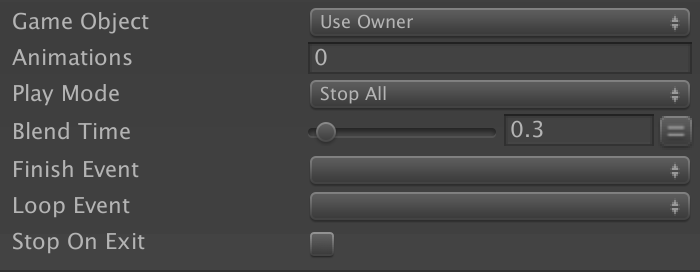 Game Object Use Owner
Animations 0
Play Mode Stop All
Blend Time 0.3 =
Finish Event
Loop Event
Stop On Exit